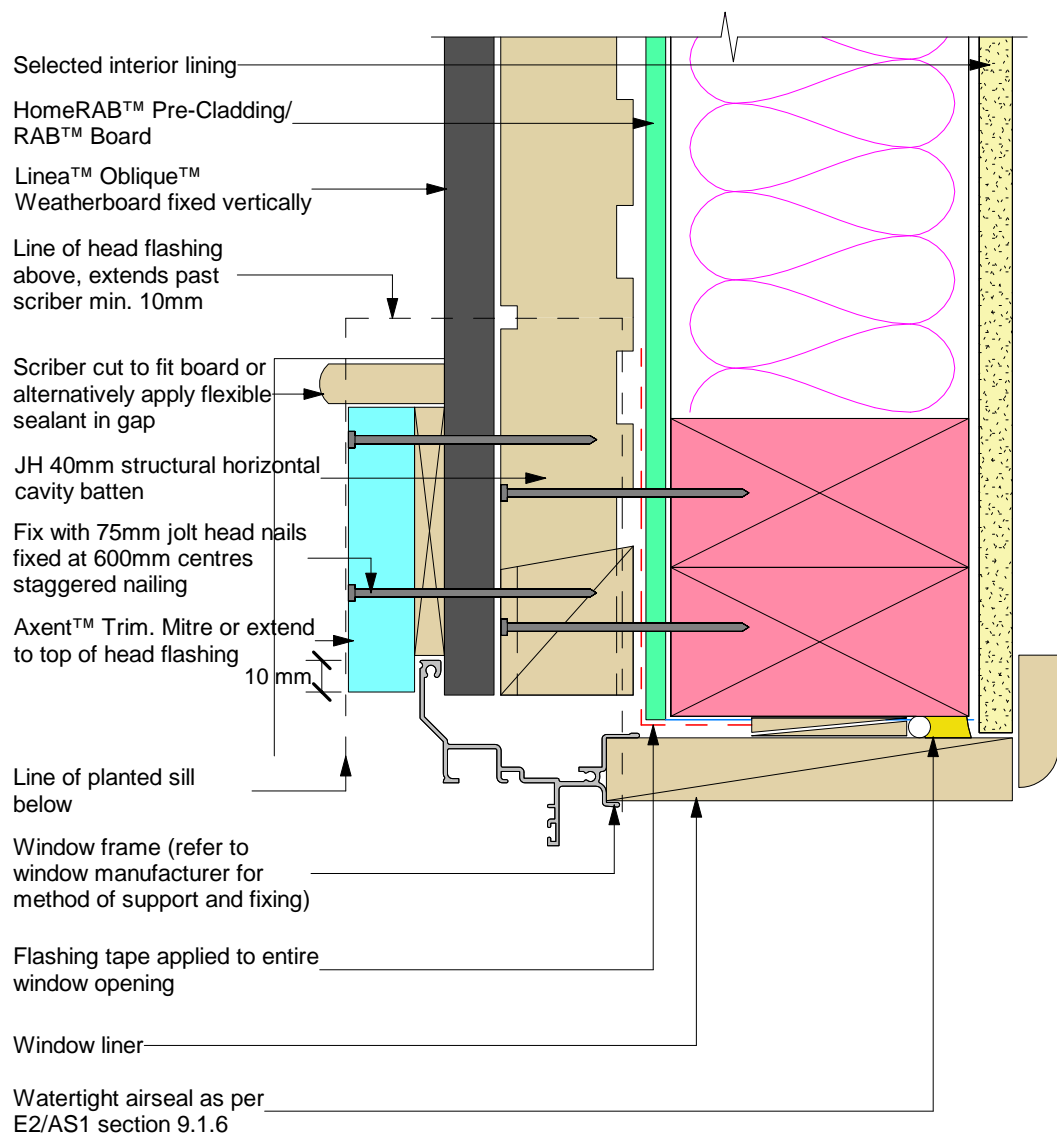 Selected interior lining
HomeRAB™ Pre-Cladding/
RAB™ Board
Linea™ Oblique™
Weatherboard fixed vertically
Line of head flashing
above, extends past
scriber min. 10mm
Scriber cut to fit board or
alternatively apply flexible
sealant in gap
JH 40mm structural horizontal
cavity batten
Fix with 75mm jolt head nails
fixed at 600mm centres
staggered nailing
Axent™ Trim. Mitre or extend
to top of head flashing
10 mm
Line of planted sill
below
Window frame (refer to
window manufacturer for
method of support and fixing)
Flashing tape applied to entire
window opening
Window liner
Watertight airseal as per
E2/AS1 section 9.1.6